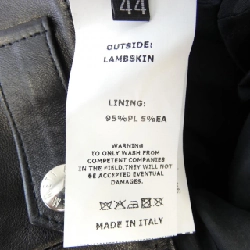 44
OUTSIDE:
LAMBSKIN
LINING:
95%PL 5%EA
WARNING
TO ONLY WASH FROM
COMPETENT COMPANIES
IN THE FIELD.THEY WILL NOT
BE ACCEPTED EVENTUAL
DAMAGES.
MADE IN ITALY